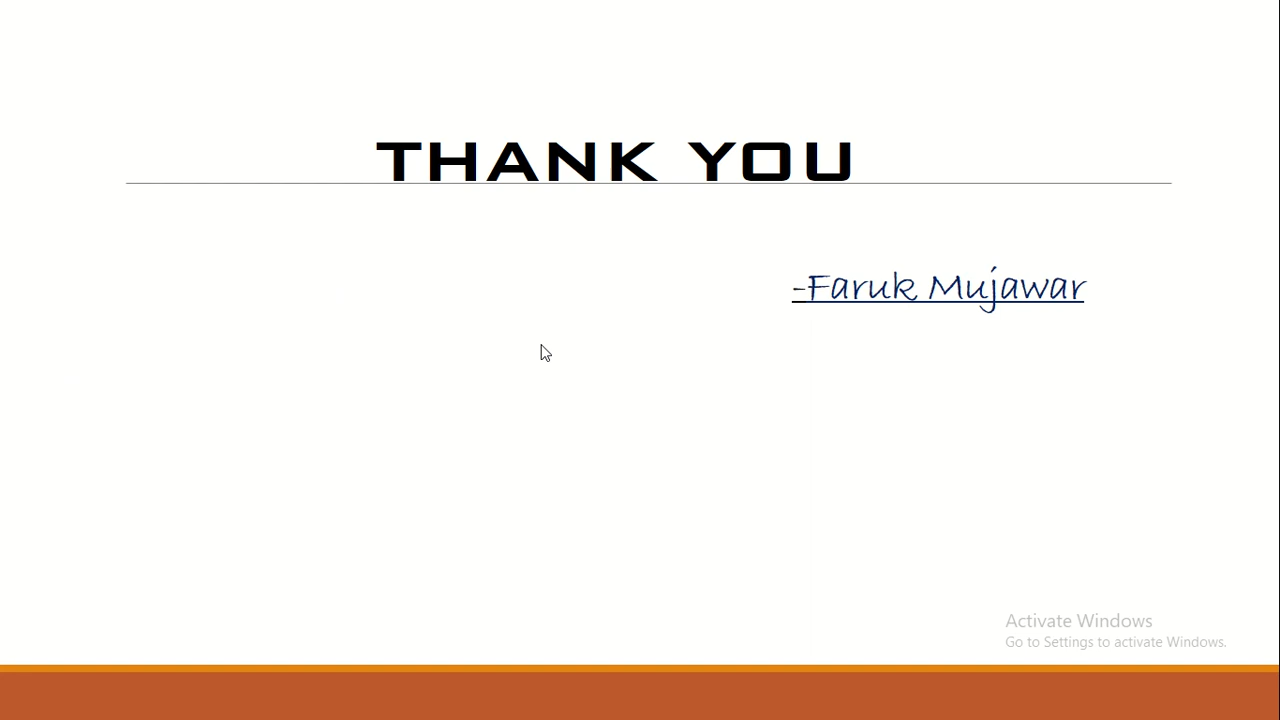 THANK YOU
-Faruk Mujawar
Activate Windows
Go to Settings to activate Windows.